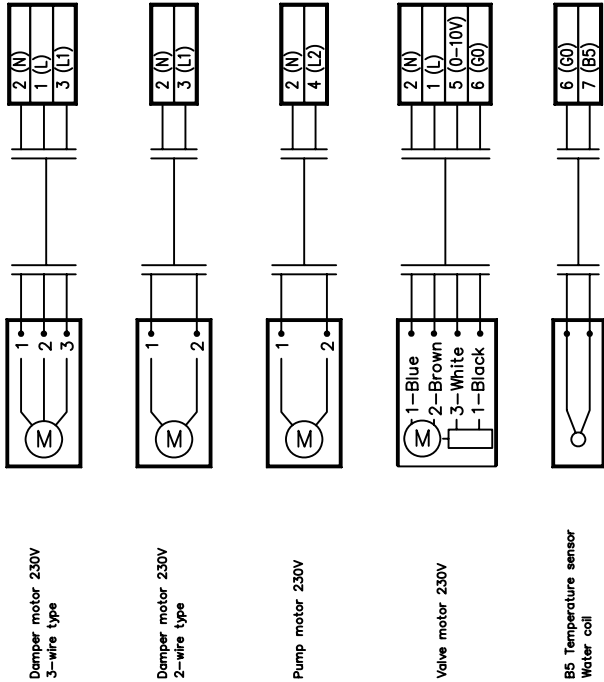 2 (N)
1 (L)
3 (L1)
1
2
3
M
Damper motor 230V
3-wire type
2 (N)
3 (L1)
1
2
M
Damper motor 230V
2-wire type
2 (N)
4 (L2)
1
2
M
Pump motor 230V
2 (N)
1 (L)
5 (0-10V)
6 (G0)
1-Blue
2-Brown
3-White
1-Black
M
Valve motor 230V
6 (G0)
7 (B5)
B5 Temperature sensor
Water coil